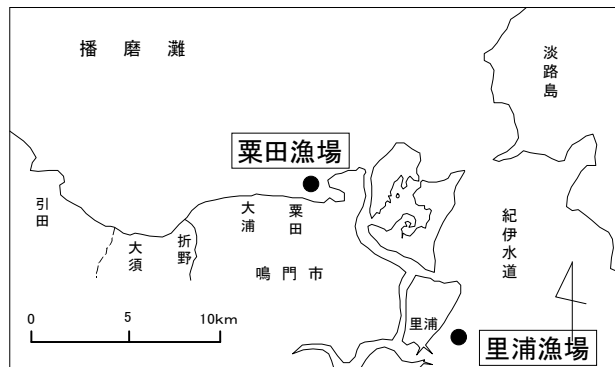 播磨灘
淡路島
粟田漁場
引田
大須
折野
大浦
粟田
紀伊水道
鳴門市
0 5 10km
里浦
里浦漁場